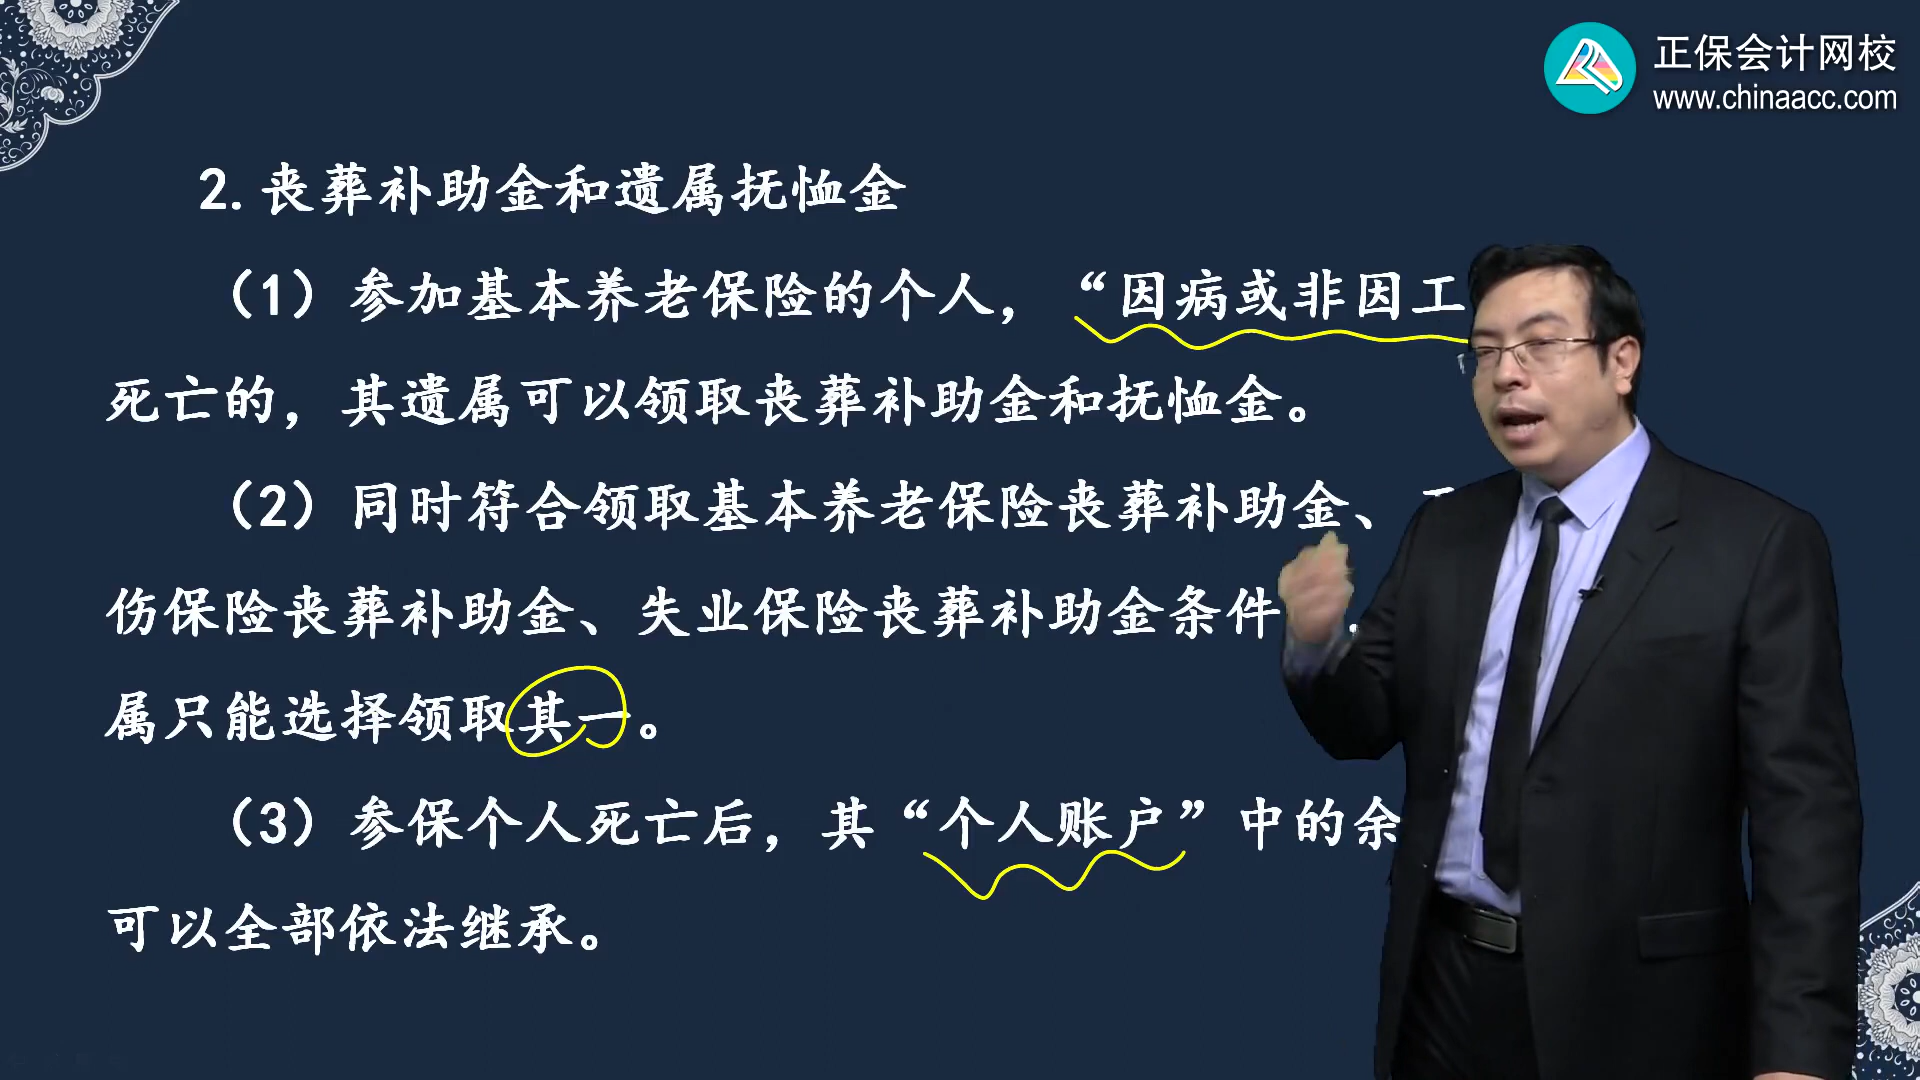 正保会计网校
www.chinaacc.com
2.丧葬补助金和遗属抚恤金
（1）参加基本养老保险的个人，“因病或非因工
死亡的，其遗属可以领取丧葬补助金和抚恤金。
（2）同时符合领取基本养老保险丧葬补助金、
伤保险丧葬补助金、失业保险丧葬补助金条件
属只能选择领取其一。
（3）参保个人死亡后，其“个人账户”中的余
可以全部依法继承。